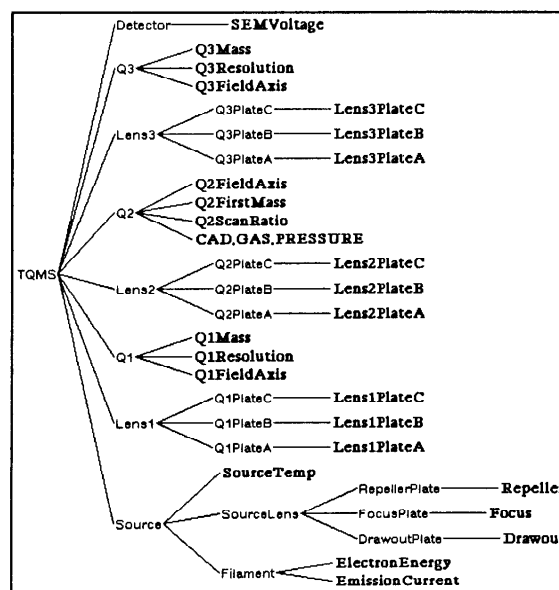 Detector SEMVoltage
Q3Mass
Q3 Q3Resolution
Q3FieldAxis
Q3PlateC Lens3PlateC
Lens3 Q3PlateB Lens3PlateB
Q3PlateA Lens3PlateA
Q2FieldAxis
Q2FirstMass
Q2
Q2ScanRatio
CAD,GAS,PRESSURE
Q2PlateC Lens2PlateC
TQMS
Lens2 Q2PlateB Lens2PlateB
Q2PlateA Lens2PlateA
Q1Mass
Q1 Q1Resolution
Q1FieldAxis
Q1PlateC Lens1PlateC
Lens1 Q1PlateB Lens1PlateB
Q1PlateA Lens1PlateA
SourceTemp
RepellerPlate Repelle
Source SourceLens FocusPlate Focus
DrawoutPlate Drawou
ElectronEnergy
Filament
EmissionCurrent